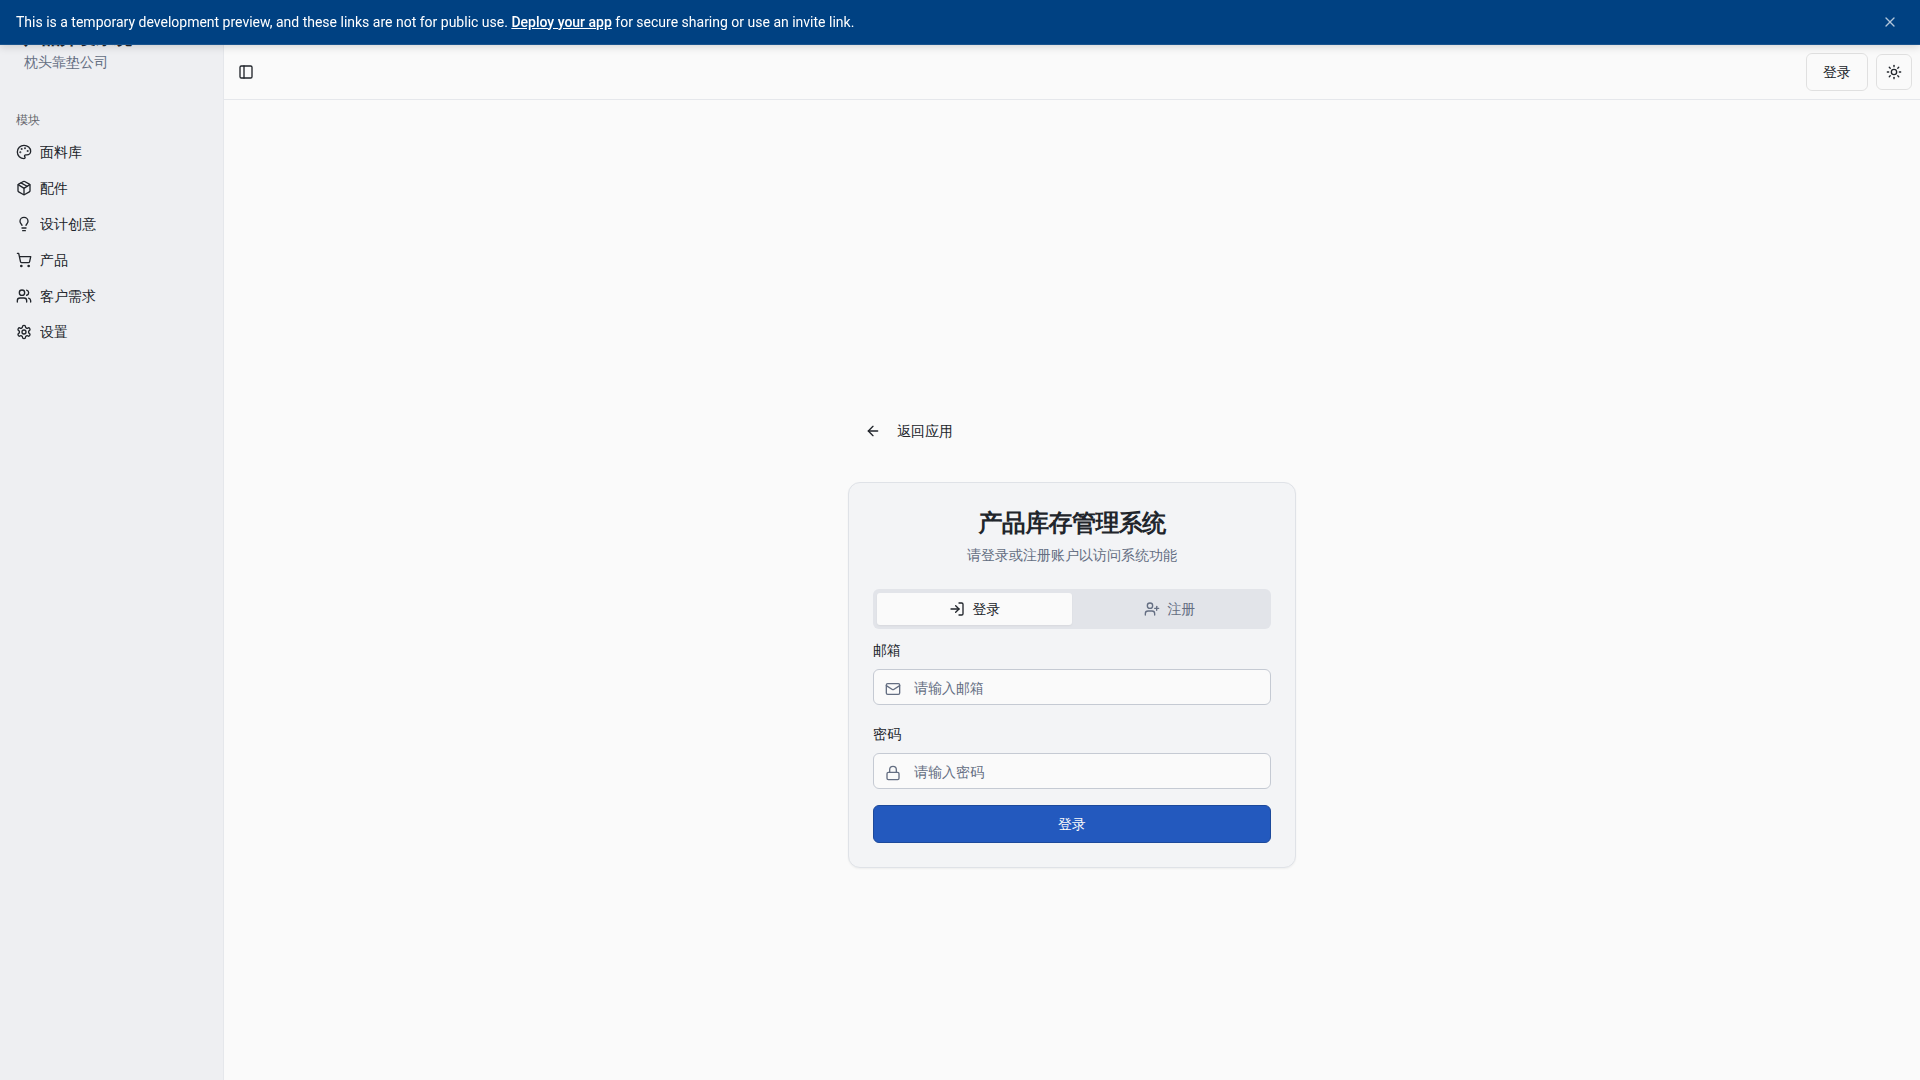 This is a temporary development preview, and these links are not for public use. Deploy your app for secure sharing or use an invite link.
枕头靠垫公司
登录
模块
面料库
配件
设计创意
产品
客户需求
设置
返回应用
产品库存管理系统
请登录或注册账户以访问系统功能
登录 注册
邮箱
请输入邮箱
密码
请输入密码
登录